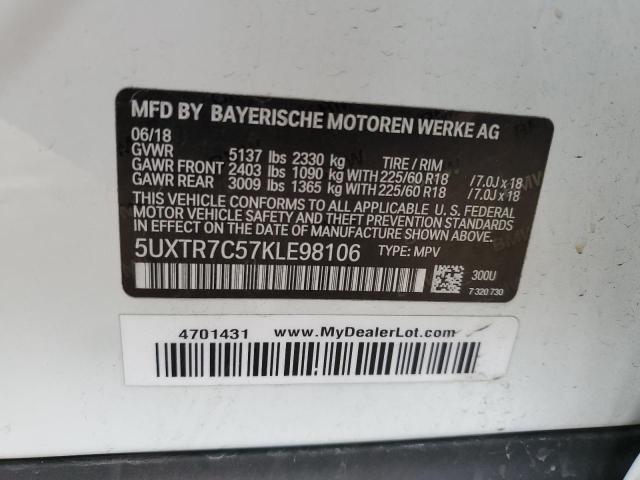 MFD BY BAYERISCHE MOTOREN WERKE AG
06/18
GVWR 5137 lbs 2330 kg TIRE / RIM
GAWR FRONT 2403 lbs 1090 kg WITH 225/60 R18 /7.0J x 18
GAWR REAR 3009 lbs 1365 kg WITH 225/60 R18 /7.0J x 18
THIS VEHICLE CONFORMS TO ALL APPLICABLE U. S. FEDERAL
MOTOR VEHICLE SAFETY AND THEFT PREVENTION STANDARDS
IN EFFECT ON THE DATE OF MANUFACTURE SHOWN ABOVE.
5UXTR7C57KLE98106 TYPE: MPV
300U
7 320 730
4701431 www.MyDealerLot.com